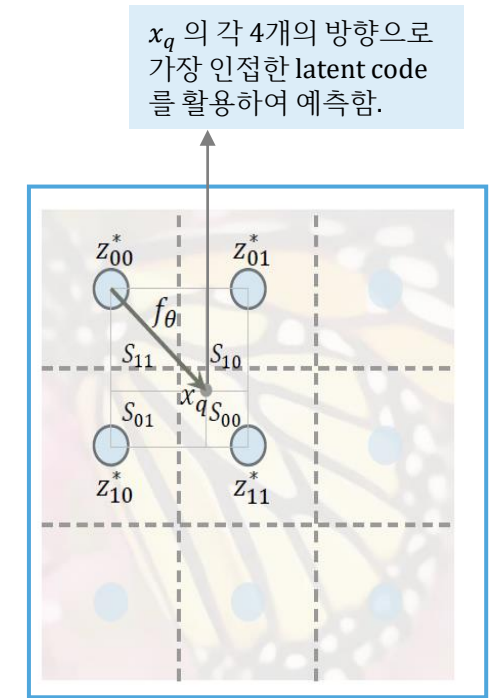 x_q 의 각 4개의 방향으로
가장 인접한 latent code
를 활용하여 예측함.
z*_00 z*_01
f_θ
S_11 S_10
x_q
S_01 S_00
z*_10 z*_11